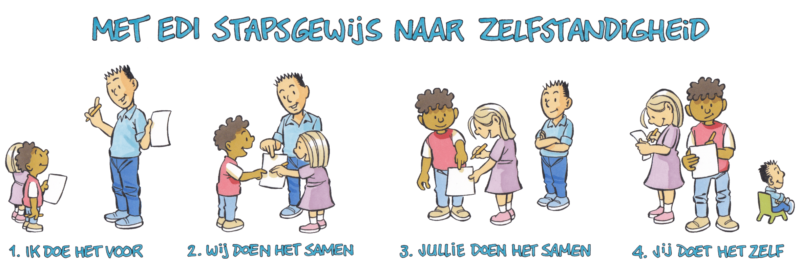 MET EDI STAPSGEWIJS NAAR ZELFSTANDIGHEID
1. IK DOE HET VOOR
2. WIJ DOEN HET SAMEN
3. JULLIE DOEN HET SAMEN
4. JIJ DOET HET ZELF